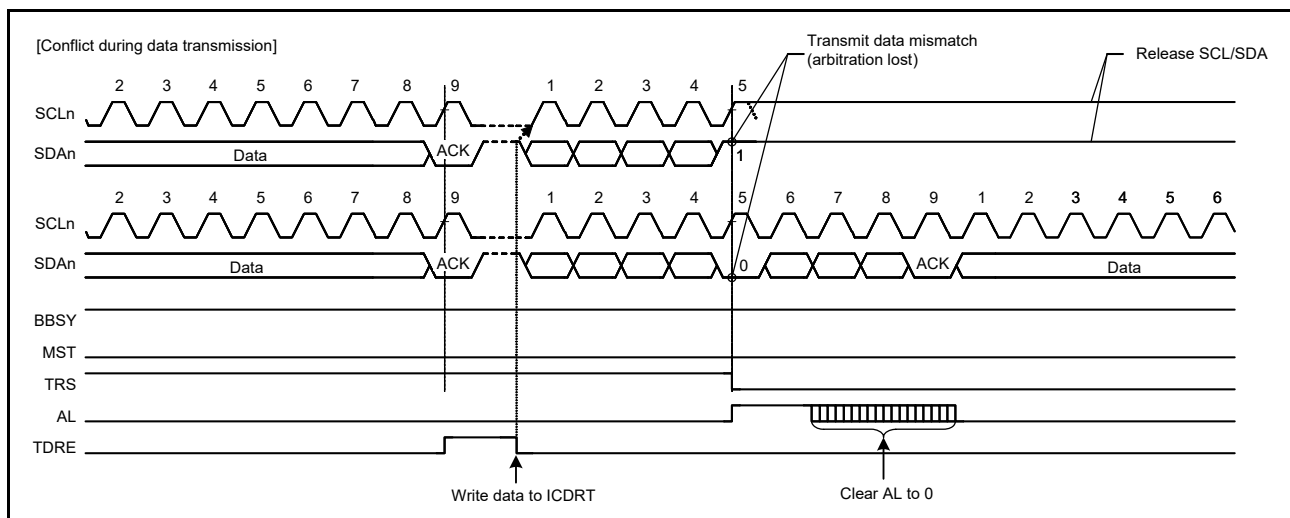 [Conflict during data transmission]
Transmit data mismatch
(arbitration lost)
Release SCL/SDA
2 3 4 5 6 7 8 9 1 2 3 4 5
SCLn
SDAn Data ACK 1
2 3 4 5 6 7 8 9 1 2 3 4 5 6 7 8 9 1 2 3 4 5 6
SCLn
SDAn Data ACK 0 ACK Data
BBSY
MST
TRS
AL
TDRE
Write data to ICDRT Clear AL to 0